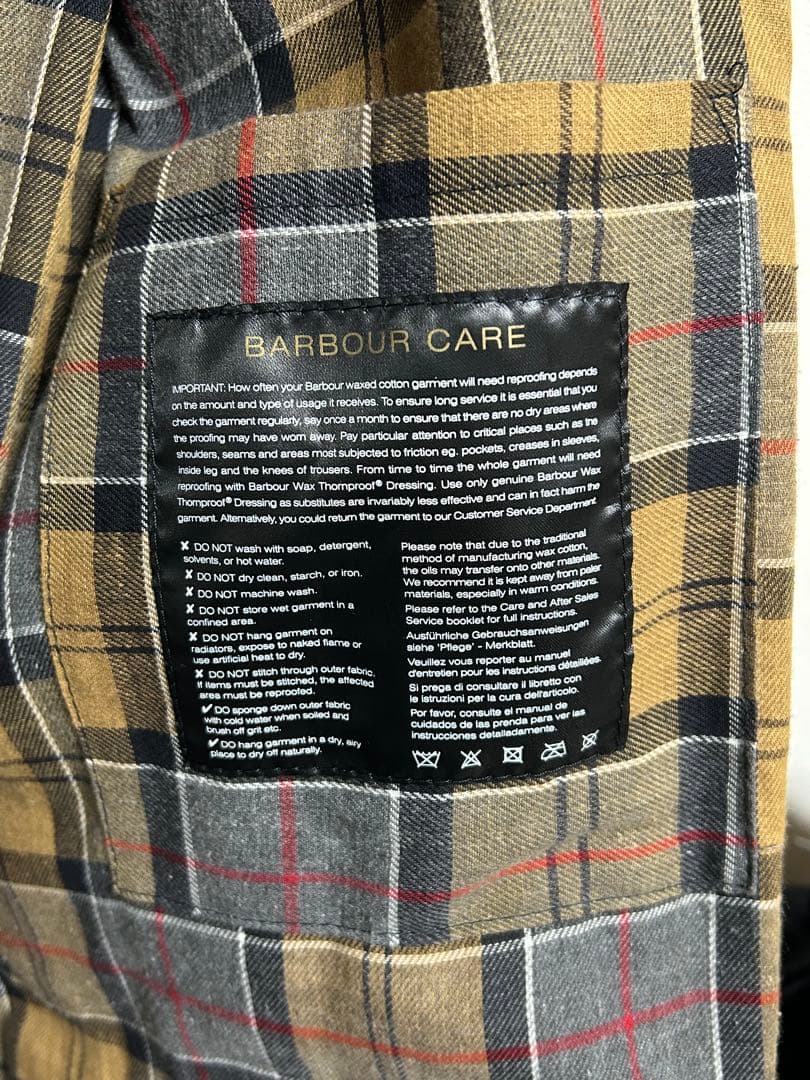 BARBOUR CARE
IMPORTANT: How often your Barbour waxed cotton garment will need reproofing depends
on the amount and type of usage it receives. To ensure long service it is essential that you
check the garment regularly, say once a month to ensure that there are no dry areas where
the proofing may have worn away. Pay particular attention to critical places such as the
shoulders, seams and areas most subjected to friction eg. pockets, creases in sleeves,
inside leg and the knees of trousers. From time to time the whole garment will need
reproofing with Barbour Wax Thornproof® Dressing. Use only genuine Barbour Wax
Thornproof® Dressing as substitutes are invariably less effective and can in fact harm the
garment. Alternatively, you could return the garment to our Customer Service Department
✘ DO NOT wash with soap, detergent,
solvents, or hot water.
✘ DO NOT dry clean, starch, or iron.
✘ DO NOT machine wash.
✘ DO NOT store wet garment in a
confined area.
✘ DO NOT hang garment on
radiators, expose to naked flame or
use artificial heat to dry.
✘ DO NOT stitch through outer fabric.
If items must be stitched, the affected
area must be reproofed.
✔ DO sponge down outer fabric
with cold water when soiled and
brush off grit etc.
✔ DO hang garment in a dry, airy
place to dry off naturally.
Please note that due to the traditional
method of manufacturing wax cotton,
the oils may transfer onto other materials.
We recommend it is kept away from paler
materials, especially in warm conditions.
Please refer to the Care and After Sales
Service booklet for full instructions.
Ausführliche Gebrauchsanweisungen
siehe 'Pflege' - Merkblatt.
Veuillez vous reporter au manuel
d'entretien pour les instructions détaillées.
Si prega di consultare il libretto con
le istruzioni per la cura dell'articolo.
Por favor, consulte el manual de
cuidados de las prenda para ver las
instrucciones detalladamente.